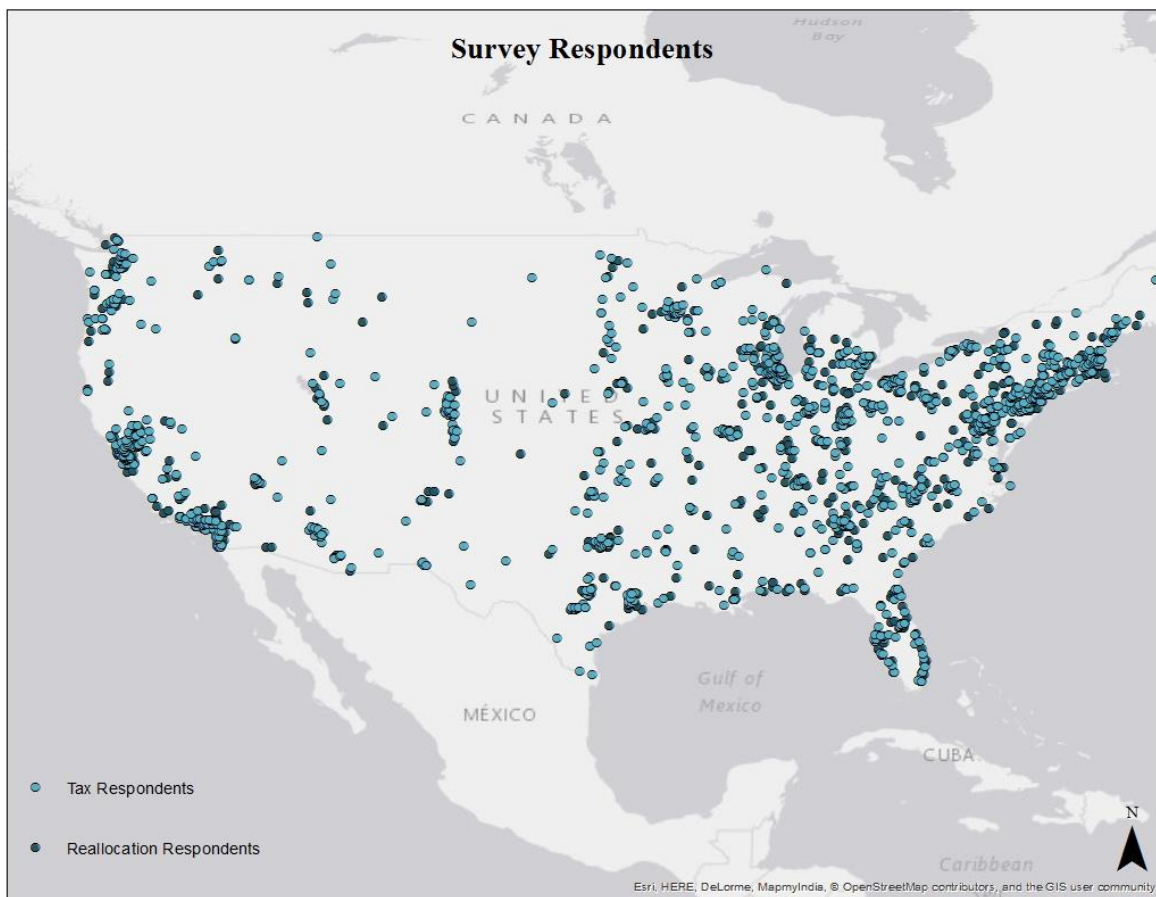 Hudson
Bay
Survey Respondents
CANADA
UNITED
STATES
Gulf of
Mexico
MÉXICO
CUBA
Tax Respondents
N
Reallocation Respondents
Caribbean
Esri, HERE, DeLorme, MapmyIndia, © OpenStreetMap contributors, and the GIS user community